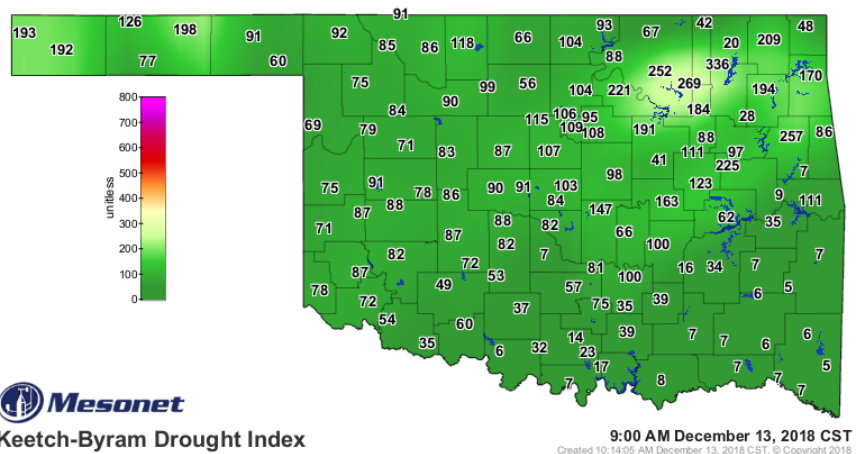 91
193 126 198 91 92 93 67 42 48
192 77 60 85 86 118 66 104 88 20 209
75 99 56 104 221 252 269 336 194 170
800
84 90 115 106 95 184 28
700
69 79 109 108 191 88 257 86
600
71 83 87 107 41 111 97 225 7
500
75 91 78 86 90 91 103 98 123 9 111
unitless
400
87 88 84 147 163 62 35
300
71 87 88 82 66 100
200
82 82 7 81 16 34 7 7
100
87 72 53 57 100 6 5
0
78 72 49 37 75 35 39
54 60 14 39 7 7 6 6
35 6 32 23 17 7 5
7 8 7 7
Mesonet
Keetch-Byram Drought Index
9:00 AM December 13, 2018 CST
Created 10:14:05 AM December 13, 2018 CST. © Copyright 2018